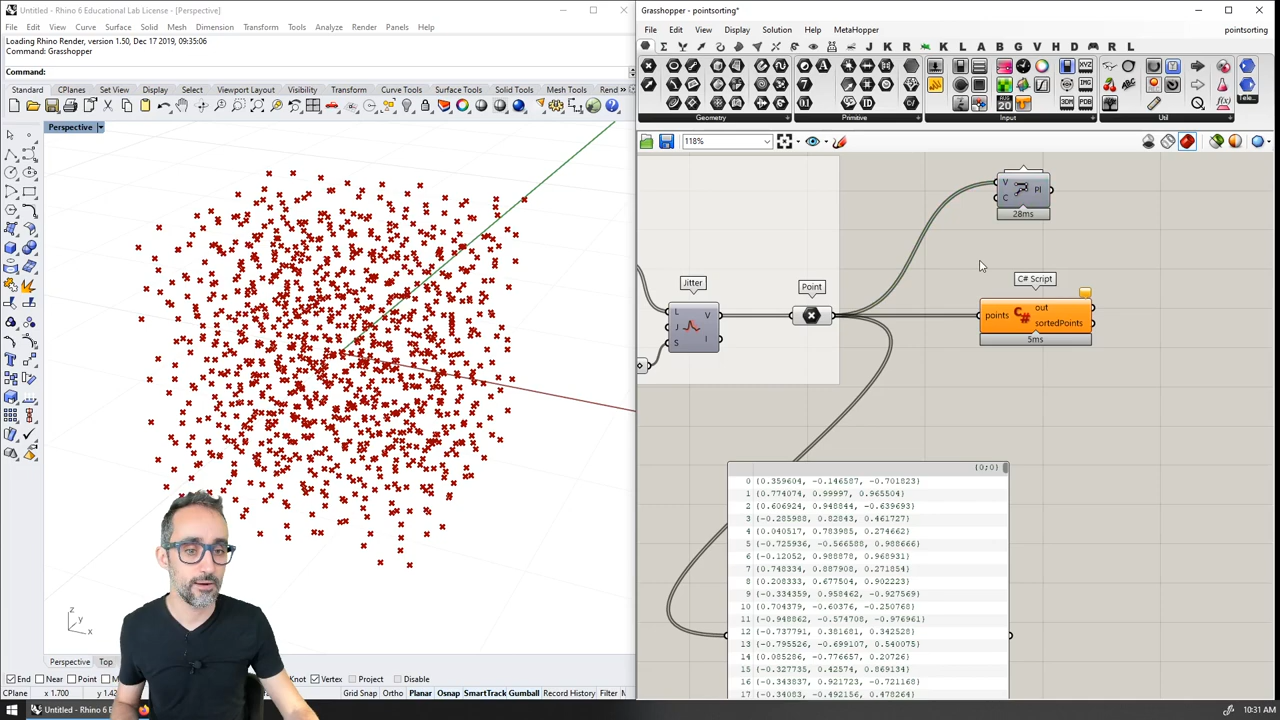 Untitled - Rhino 6 Educational Lab License - [Perspective]
File Edit View Curve Surface Solid Mesh Dimension Transform Tools Analyze Render Panels Help
Loading Rhino Render, version 1.50, Dec 17 2019, 09:35:06
Command: Grasshopper
Command:
Standard CPlanes Set View Display Select Viewport Layout Visibility Transform Curve Tools Surface Tools Solid Tools Mesh Tools
Perspective
z
y
x
Perspective Top
End Near Point Vertex Project Disable
CPlane x 1.700 Grid Snap Ortho Planar Osnap SmartTrack Gumball Record History Filter
Untitled - Rhino 6
Grasshopper - pointsorting*
File Edit View Display Solution Help MetaHopper
pointsorting
Geometry Primitive Input Util
118%
V
C
Pl
28ms
Jitter
L
J
S
V
I
Point
C# Script
points
out
sortedPoints
5ms
{0;0}
0 {0.359604, -0.146587, -0.701823}
1 {0.774074, 0.99997, 0.965504}
2 {0.606924, 0.948844, -0.639693}
3 {-0.285988, 0.82843, 0.461727}
4 {0.040517, 0.783985, 0.274662}
5 {-0.725936, -0.566588, 0.988666}
6 {-0.12052, 0.988878, 0.968931}
7 {0.748334, 0.887908, 0.271854}
8 {0.208333, 0.677504, 0.902223}
9 {-0.334359, 0.958462, -0.927569}
10 {0.704379, -0.60376, -0.250768}
11 {-0.948862, -0.574708, -0.976961}
12 {-0.737791, 0.381681, 0.342528}
13 {-0.795526, -0.699107, 0.540075}
14 {0.085286, -0.776657, 0.20726}
15 {-0.327735, 0.42574, 0.869134}
16 {-0.34836, 0.921723, -0.721168}
17 {-0.34083, -0.492156, 0.478264}
10:31 AM